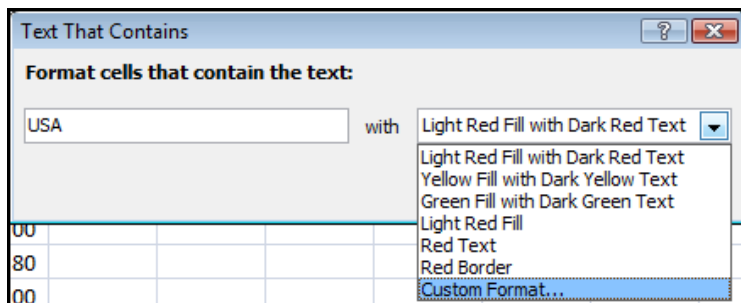 Text That Contains
Format cells that contain the text:
USA with Light Red Fill with Dark Red Text
Light Red Fill with Dark Red Text
Yellow Fill with Dark Yellow Text
Green Fill with Dark Green Text
Light Red Fill
Red Text
Red Border
Custom Format...
00
80
00